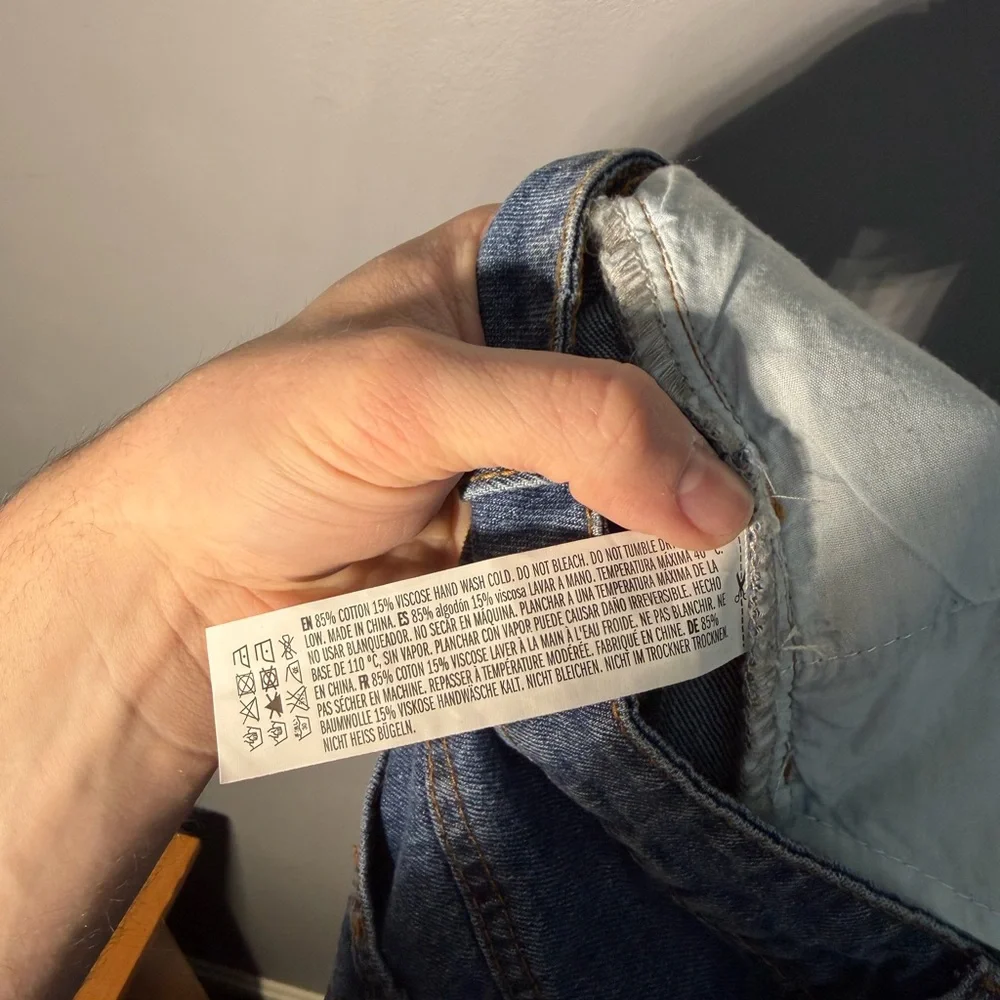 EN 85% COTTON 15% VISCOSE HAND WASH COLD. DO NOT BLEACH. DO NOT TUMBLE
LOW. MADE IN CHINA. ES 85% algodón 15% viscosa LAVAR A MANO. TEMPERATURA MÁXIMA 40 °C.
NO USAR BLANQUEADOR. NO SECAR EN MÁQUINA. PLANCHAR A UNA TEMPERATURA MÁXIMA DE LA
BASE DE 110 °C, SIN VAPOR. PLANCHAR CON VAPOR PUEDE CAUSAR DANO IRREVERSIBLE. HECHO
EN CHINA. FR 85% COTON 15% VISCOSE LAVER À LA MAIN À L'EAU FROIDE. NE PAS BLANCHIR. NE
PAS SÉCHER EN MACHINE. REPASSER À TEMPÉRATURE MODÉRÉE. FABRIQUÉ EN CHINE. DE 85%
BAUMWOLLE 15% VISKOSE HANDWÄSCHE KALT. NICHT BLEICHEN. NICHT IM TROCKNER TROCKNEN.
NICHT HEISS BÜGELN.